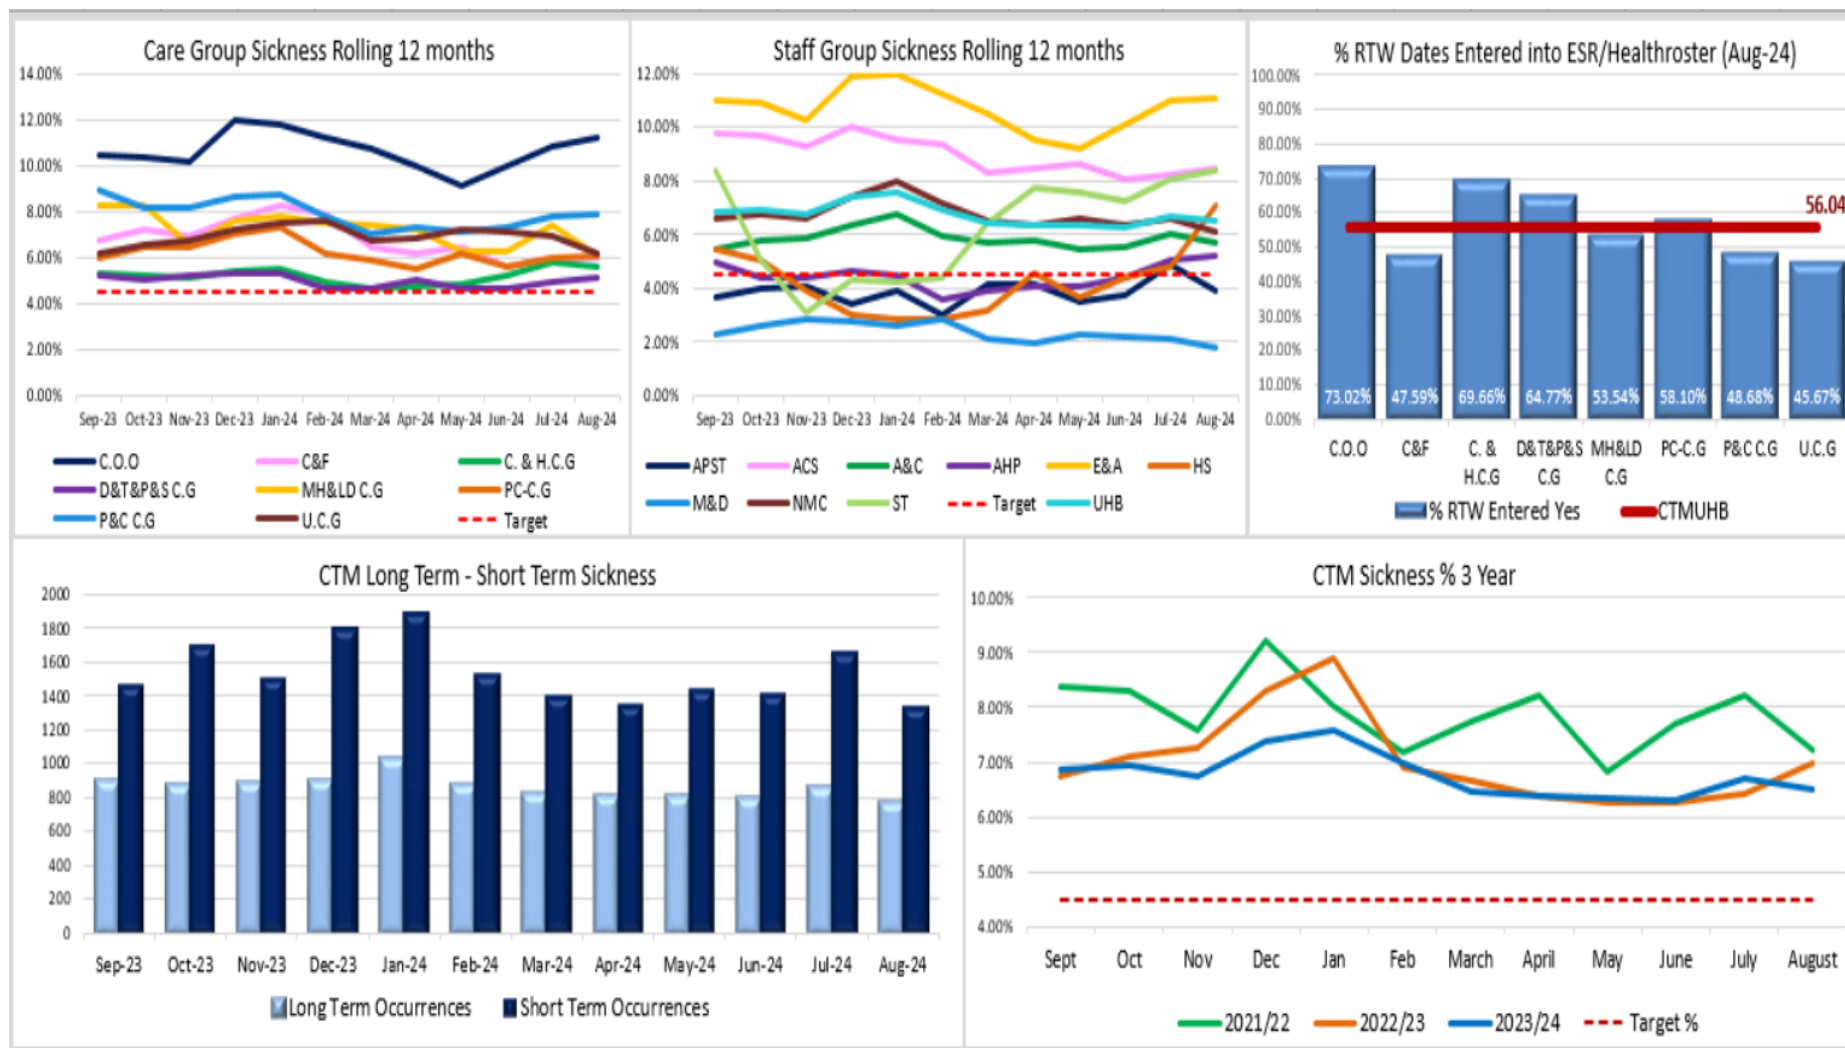 Care Group Sickness Rolling 12 months
14.00%
12.00%
10.00%
8.00%
6.00%
4.00%
2.00%
0.00%
Sep-23 Oct-23 Nov-23 Dec-23 Jan-24 Feb-24 Mar-24 Apr-24 May-24 Jun-24 Jul-24 Aug-24
C.O.O C&F C. & H.C.G
D&T&P&S C.G MH&LD C.G PC-C.G
P&C C.G U.C.G Target
Staff Group Sickness Rolling 12 months
12.00%
10.00%
8.00%
6.00%
4.00%
2.00%
0.00%
Sep-23 Oct-23 Nov-23 Dec-23 Jan-24 Feb-24 Mar-24 Apr-24 May-24 Jun-24 Jul-24 Aug-24
APST ACS A&C AHP E&A HS
M&D NMC ST Target UHB
% RTW Dates Entered into ESR/Healthroster (Aug-24)
100.00%
90.00%
80.00%
70.00%
60.00%
50.00%
40.00%
30.00%
20.00%
10.00%
0.00%
56.04
73.02% 47.59% 69.66% 64.77% 53.54% 58.10% 48.68% 45.67%
C.O.O C&F C. & D&T&P&S MH&LD PC-C.G P&C C.G U.C.G
H.C.G C.G C.G
% RTW Entered Yes CTMUHB
CTM Long Term - Short Term Sickness
2000
1800
1600
1400
1200
1000
800
600
400
200
0
Sep-23 Oct-23 Nov-23 Dec-23 Jan-24 Feb-24 Mar-24 Apr-24 May-24 Jun-24 Jul-24 Aug-24
Long Term Occurrences Short Term Occurrences
CTM Sickness % 3 Year
10.00%
9.00%
8.00%
7.00%
6.00%
5.00%
4.00%
Sept Oct Nov Dec Jan Feb March April May June July August
2021/22 2022/23 2023/24 Target %